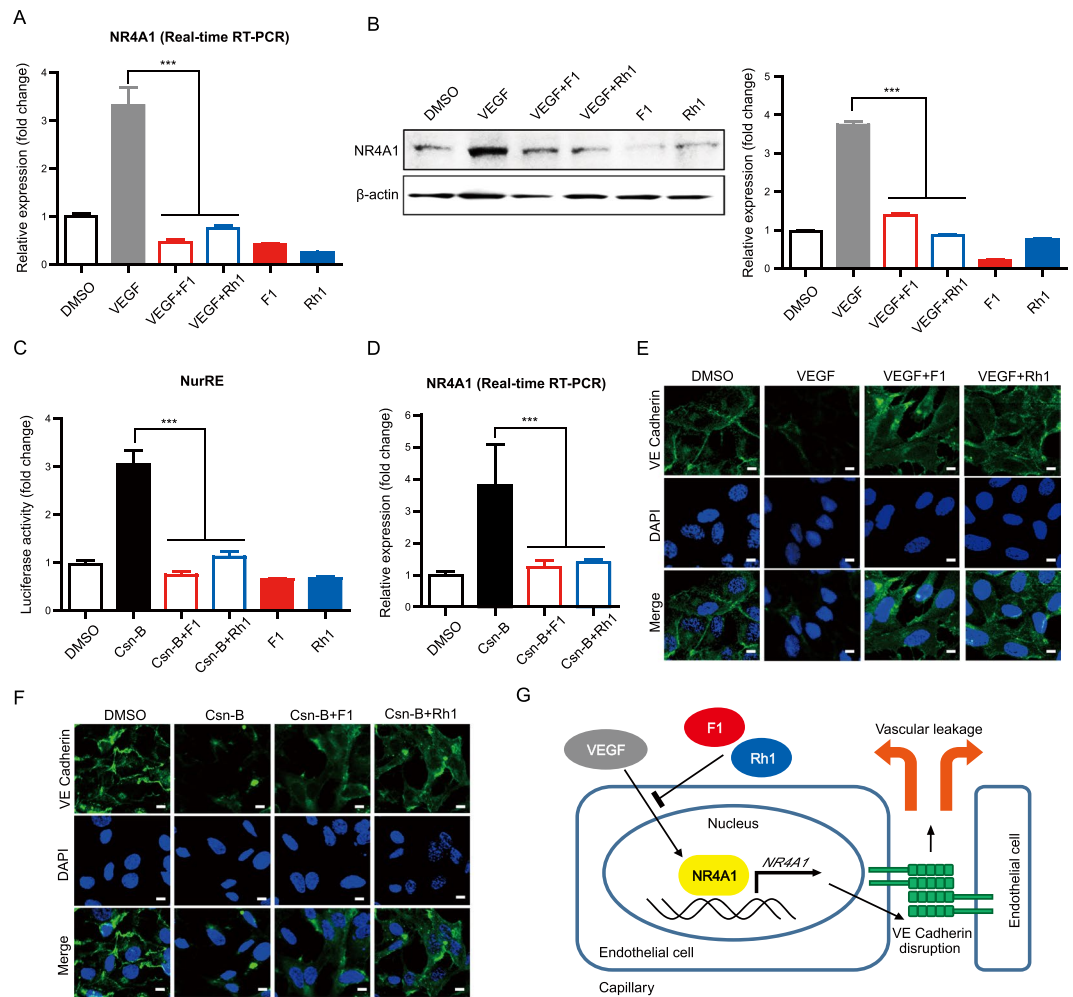 A
NR4A1 (Real-time RT-PCR)
Relative expression (fold change)
4
3
2
1
0
***
DMSO
VEGF
VEGF+F1
VEGF+Rh1
F1
Rh1
B
DMSO
VEGF
VEGF+F1
VEGF+Rh1
F1
Rh1
NR4A1
β-actin
Relative expression (fold change)
5
4
3
2
1
0
***
DMSO
VEGF
VEGF+F1
VEGF+Rh1
F1
Rh1
C
NurRE
Luciferase activity (fold change)
4
3
2
1
0
***
DMSO
Csn-B
Csn-B+F1
Csn-B+Rh1
F1
Rh1
D
NR4A1 (Real-time RT-PCR)
Relative expression (fold change)
6
5
4
3
2
1
0
***
DMSO
Csn-B
Csn-B+F1
Csn-B+Rh1
E
DMSO
VEGF
VEGF+F1
VEGF+Rh1
VE Cadherin
DAPI
Merge
F
DMSO
Csn-B
Csn-B+F1
Csn-B+Rh1
VE Cadherin
DAPI
Merge
G
VEGF
F1
Rh1
Vascular leakage
Nucleus
NR4A1
NR4A1
VE Cadherin
disruption
Endothelial cell
Endothelial cell
Capillary